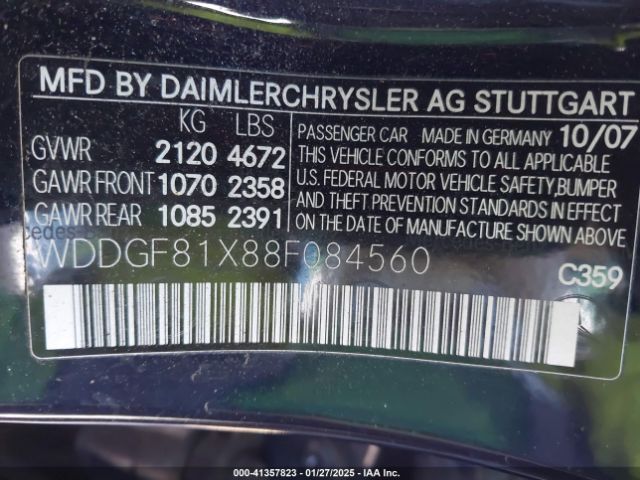 MFD BY DAIMLERCHRYSLER AG STUTTGART
KG LBS
GVWR 2120 4672
GAWR FRONT 1070 2358
GAWR REAR 1085 2391
PASSENGER CAR MADE IN GERMANY 10/07
THIS VEHICLE CONFORMS TO ALL APPLICABLE
U.S. FEDERAL MOTOR VEHICLE SAFETY, BUMPER
AND THEFT PREVENTION STANDARDS IN EFFECT
ON THE DATE OF MANUFACTURE SHOWN ABOVE.
WDDGF81X88F084560
C359
000-41357823 - 01/27/2025 - IAA Inc.